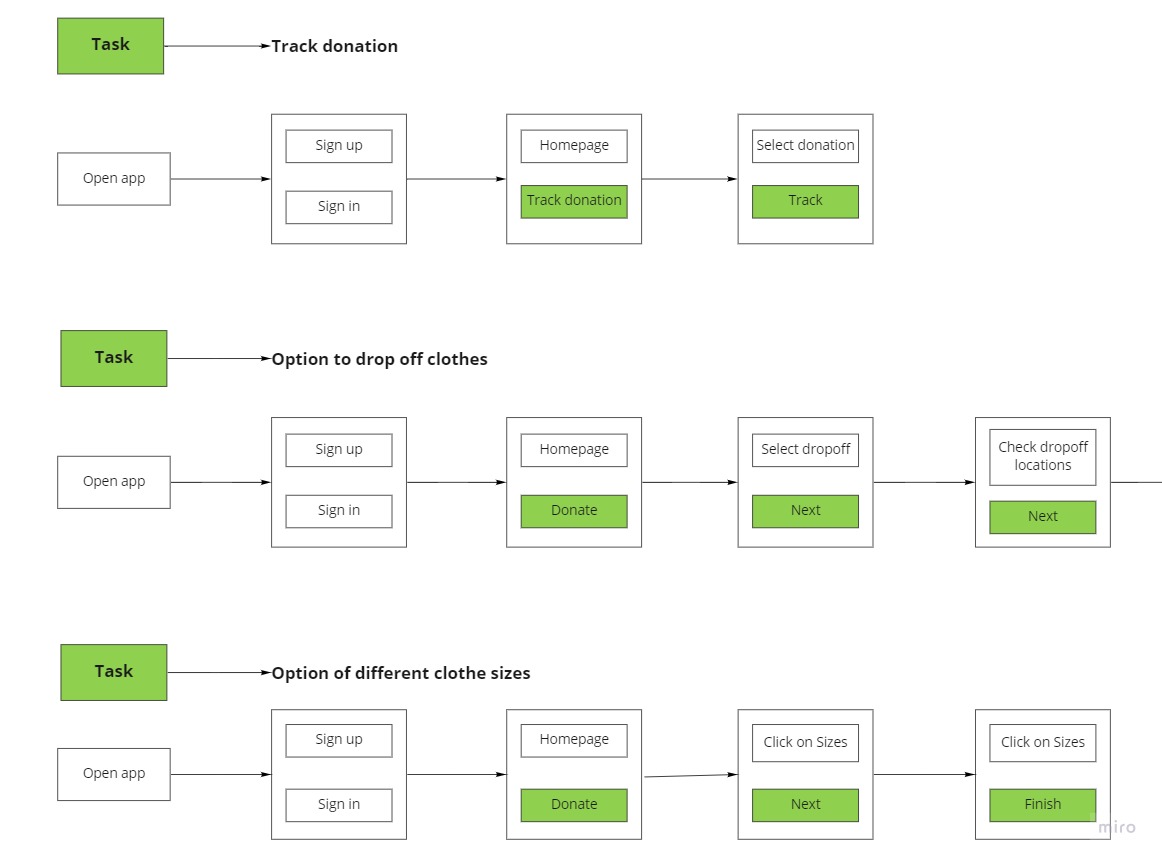 Task
Track donation
Open app
Sign up
Sign in
Homepage
Track donation
Select donation
Track
Task
Option to drop off clothes
Open app
Sign up
Sign in
Homepage
Donate
Select dropoff
Next
Check dropoff
locations
Next
Task
Option of different clothe sizes
Open app
Sign up
Sign in
Homepage
Donate
Click on Sizes
Next
Click on Sizes
Finish
miro